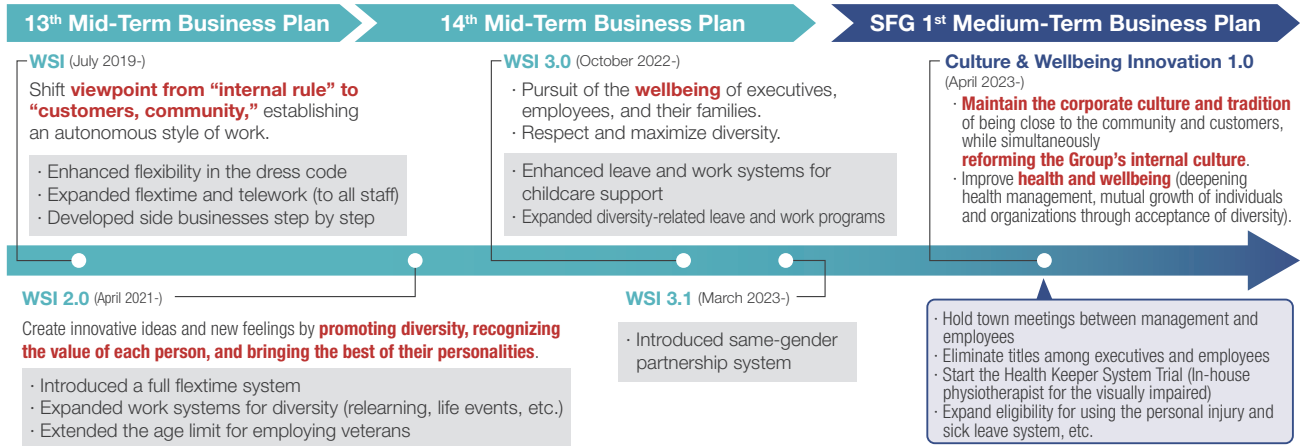 13th Mid-Term Business Plan
14th Mid-Term Business Plan
SFG 1st Medium-Term Business Plan
WSI (July 2019-)
Shift viewpoint from “internal rule” to
“customers, community,” establishing
an autonomous style of work.
· Enhanced flexibility in the dress code
· Expanded flextime and telework (to all staff)
· Developed side businesses step by step
WSI 3.0 (October 2022-)
· Pursuit of the wellbeing of executives,
employees, and their families.
· Respect and maximize diversity.
· Enhanced leave and work systems for
childcare support
· Expanded diversity-related leave and work programs
Culture & Wellbeing Innovation 1.0
(April 2023-)
· Maintain the corporate culture and tradition
of being close to the community and customers,
while simultaneously
reforming the Group’s internal culture.
· Improve health and wellbeing (deepening
health management, mutual growth of individuals
and organizations through acceptance of diversity).
WSI 2.0 (April 2021-)
Create innovative ideas and new feelings by promoting diversity, recognizing
the value of each person, and bringing the best of their personalities.
· Introduced a full flextime system
· Expanded work systems for diversity (relearning, life events, etc.)
· Extended the age limit for employing veterans
WSI 3.1 (March 2023-)
· Introduced same-gender
partnership system
· Hold town meetings between management and
employees
· Eliminate titles among executives and employees
· Start the Health Keeper System Trial (In-house
physiotherapist for the visually impaired)
· Expand eligibility for using the personal injury and
sick leave system, etc.